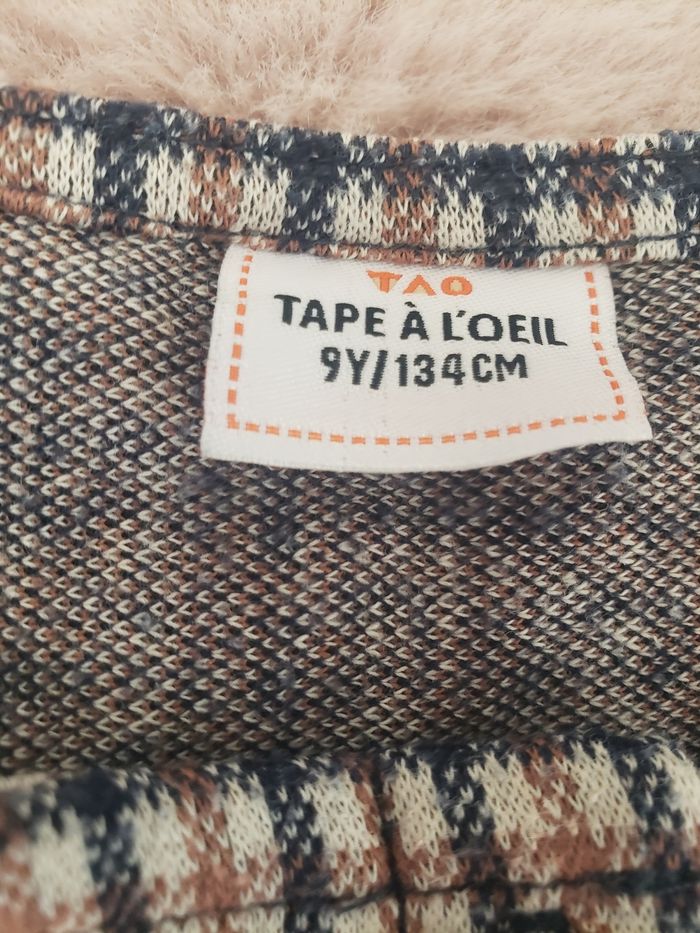 TAO
TAPE À L'OEIL
9Y/134CM